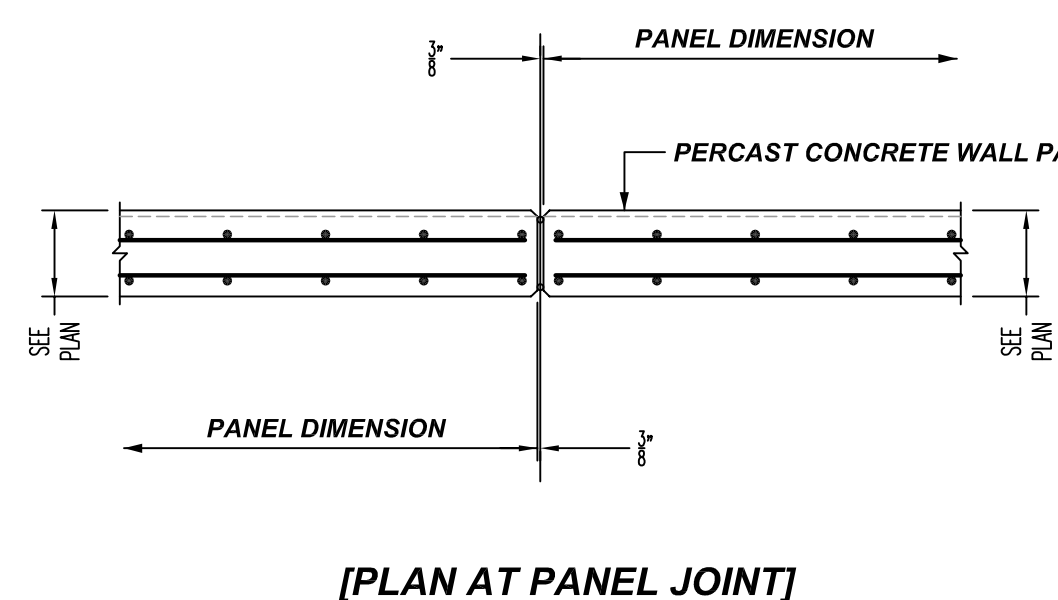 PANEL DIMENSION
3/8"
PERCAST CONCRETE WALL PA
SEE
PLAN
SEE
PLAN
PANEL DIMENSION
3/8"
[PLAN AT PANEL JOINT]